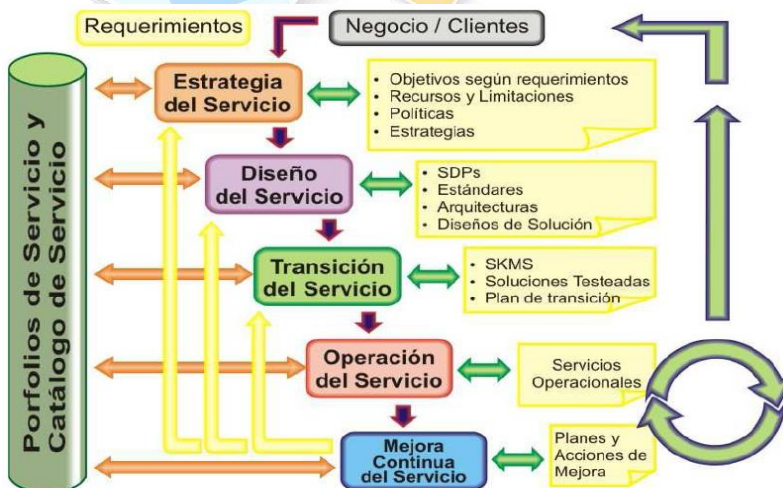 Requerimientos
Negocio / Clientes
Porfolios de Servicio y
Catálogo de Servicio
Estrategia
del Servicio
• Objetivos según requerimientos
• Recursos y Limitaciones
• Políticas
• Estrategias
Diseño
del Servicio
• SDPs
• Estándares
• Arquitecturas
• Diseños de Solución
Transición
del Servicio
• SKMS
• Soluciones Testeadas
• Plan de transición
Operación
del Servicio
Servicios
Operacionales
Mejora
Continua
del Servicio
Planes y
Acciones de
Mejora